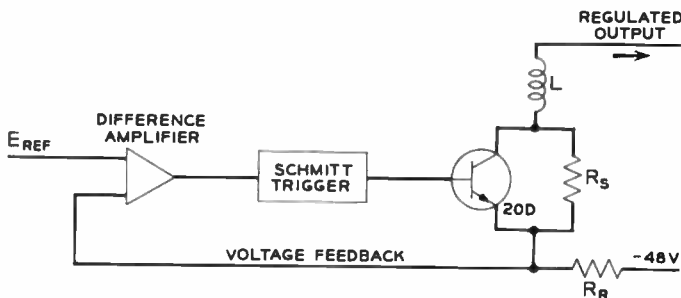 REGULATED
OUTPUT
L
DIFFERENCE
AMPLIFIER
E_REF
SCHMITT
TRIGGER
R_S
20D
VOLTAGE FEEDBACK
-48V
R_R